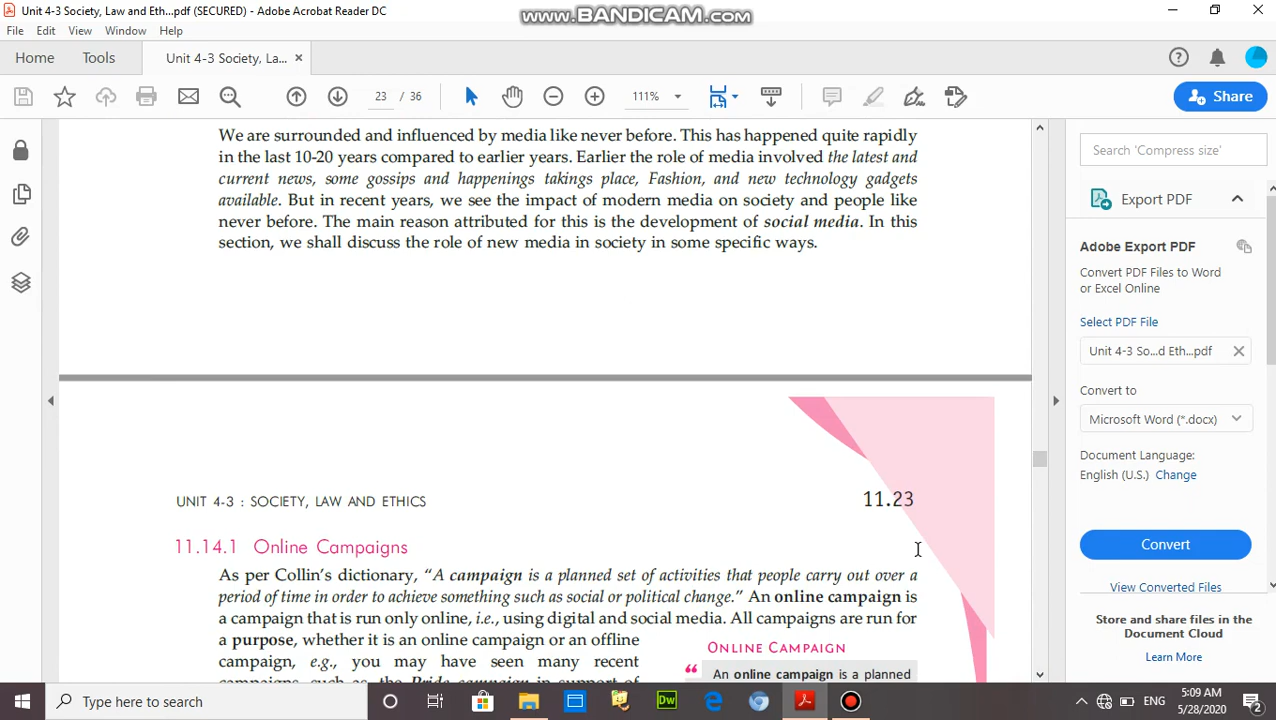 Unit 4-3 Society, Law and Eth...pdf (SECURED) - Adobe Acrobat Reader DC
www.BANDICAM.com
File Edit View Window Help
Home Tools Unit 4-3 Society, La... ×
23 / 36 111% Share
We are surrounded and influenced by media like never before. This has happened quite rapidly
in the last 10-20 years compared to earlier years. Earlier the role of media involved the latest and
current news, some gossips and happenings takings place, Fashion, and new technology gadgets
available. But in recent years, we see the impact of modern media on society and people like
never before. The main reason attributed for this is the development of social media. In this
section, we shall discuss the role of new media in society in some specific ways.
UNIT 4-3 : SOCIETY, LAW AND ETHICS 11.23
11.14.1 Online Campaigns
As per Collin's dictionary, “A campaign is a planned set of activities that people carry out over a
period of time in order to achieve something such as social or political change.” An online campaign is
a campaign that is run only online, i.e., using digital and social media. All campaigns are run for
a purpose, whether it is an online campaign or an offline
campaign, e.g., you may have seen many recent
campaigns, such as, the Pride campaign in support of
ONLINE CAMPAIGN
“ An online campaign is a planned
Search 'Compress size'
Export PDF
Adobe Export PDF
Convert PDF Files to Word
or Excel Online
Select PDF File
Unit 4-3 So...d Eth...pdf
Convert to
Microsoft Word (*.docx)
Document Language:
English (U.S.) Change
Convert
View Converted Files
Store and share files in the
Document Cloud
Learn More
Type here to search
Dw
ENG
5:09 AM
5/28/2020
2